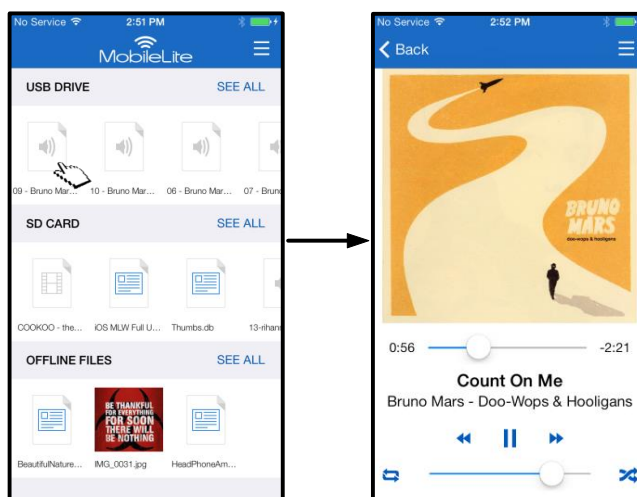 No Service 2:51 PM
MobileLite
USB DRIVE SEE ALL
09 - Bruno Mar... 10 - Bruno Mar... 06 - Bruno Mar... 07 - Brun
SD CARD SEE ALL
COOKOO - the... iOS MLW Full U... Thumbs.db 13-rihan
OFFLINE FILES SEE ALL
BE THANKFUL
FOR EVERYTHING
FOR SOON
THERE WILL
BE NOTHING
BeautifulNature... IMG_0031.jpg HeadPhoneAm...
No Service 2:52 PM
Back
BRUNO
MARS
doo-wops & hooligans
0:56 -2:21
Count On Me
Bruno Mars - Doo-Wops & Hooligans